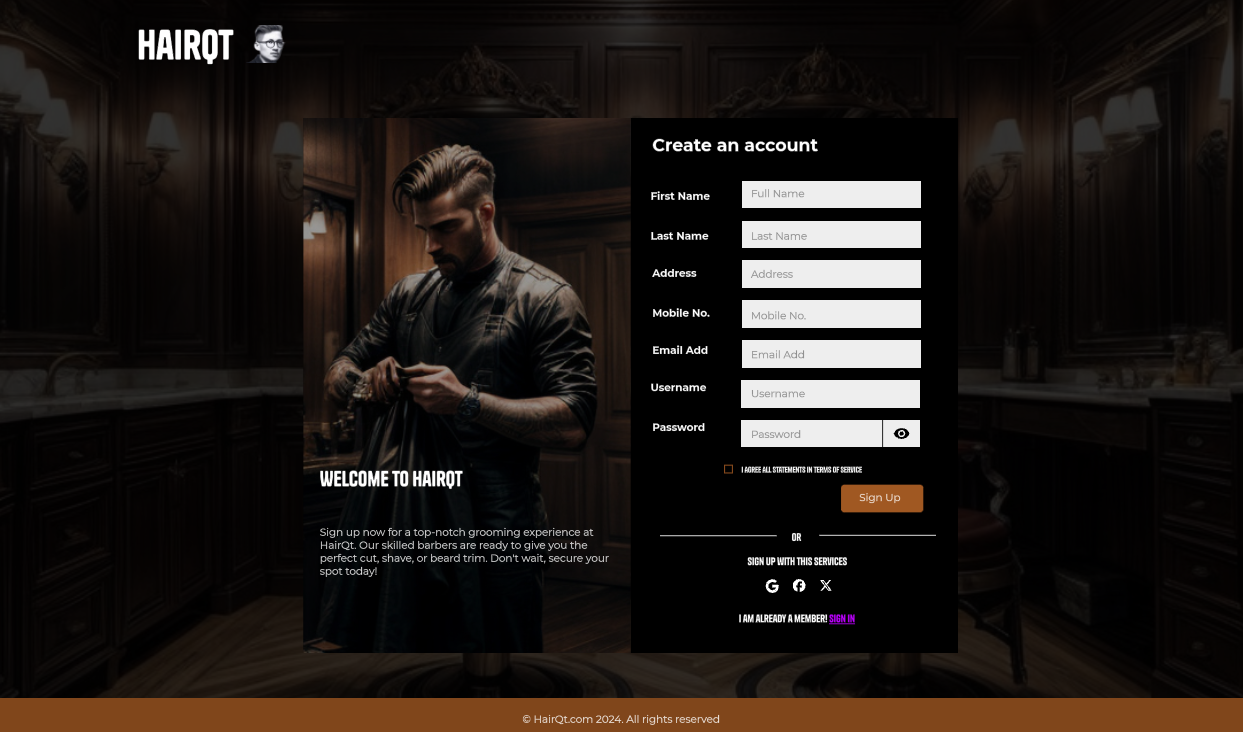 HAIRQT
Create an account
First Name
Full Name
Last Name
Last Name
Address
Address
Mobile No.
Mobile No.
Email Add
Email Add
Username
Username
Password
Password
I AGREE ALL STATEMENTS IN TERMS OF SERVICE
Sign Up
OR
SIGN UP WITH THIS SERVICES
I AM ALREADY A MEMBER! SIGN IN
WELCOME TO HAIRQT
Sign up now for a top-notch grooming experience at
HairQt. Our skilled barbers are ready to give you the
perfect cut, shave, or beard trim. Don't wait, secure your
spot today!
© HairQt.com 2024. All rights reserved